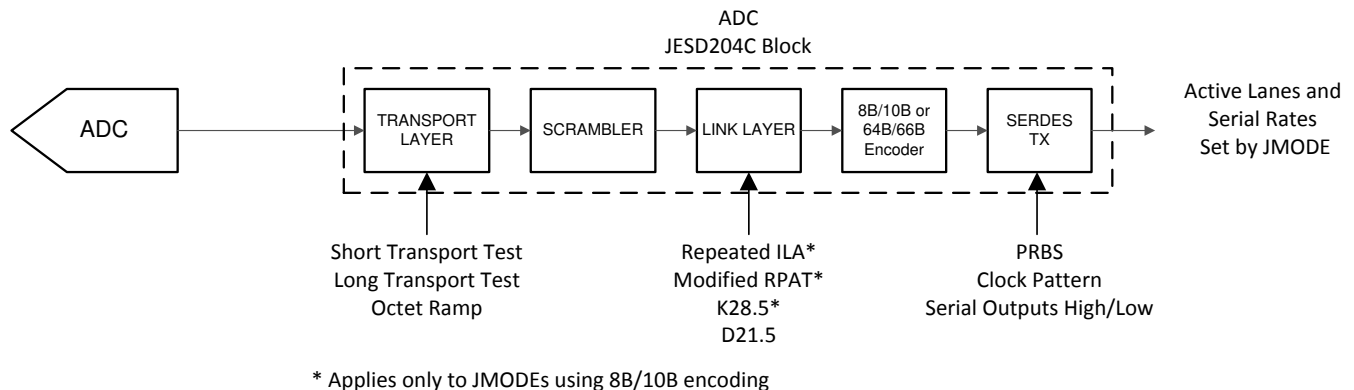 ADC
JESD204C Block
ADC
TRANSPORT
LAYER
SCRAMBLER
LINK LAYER
8B/10B or
64B/66B
Encoder
SERDES
TX
Active Lanes and
Serial Rates
Set by JMODE
Short Transport Test
Long Transport Test
Octet Ramp
Repeated ILA*
Modified RPAT*
K28.5*
D21.5
PRBS
Clock Pattern
Serial Outputs High/Low
* Applies only to JMODEs using 8B/10B encoding